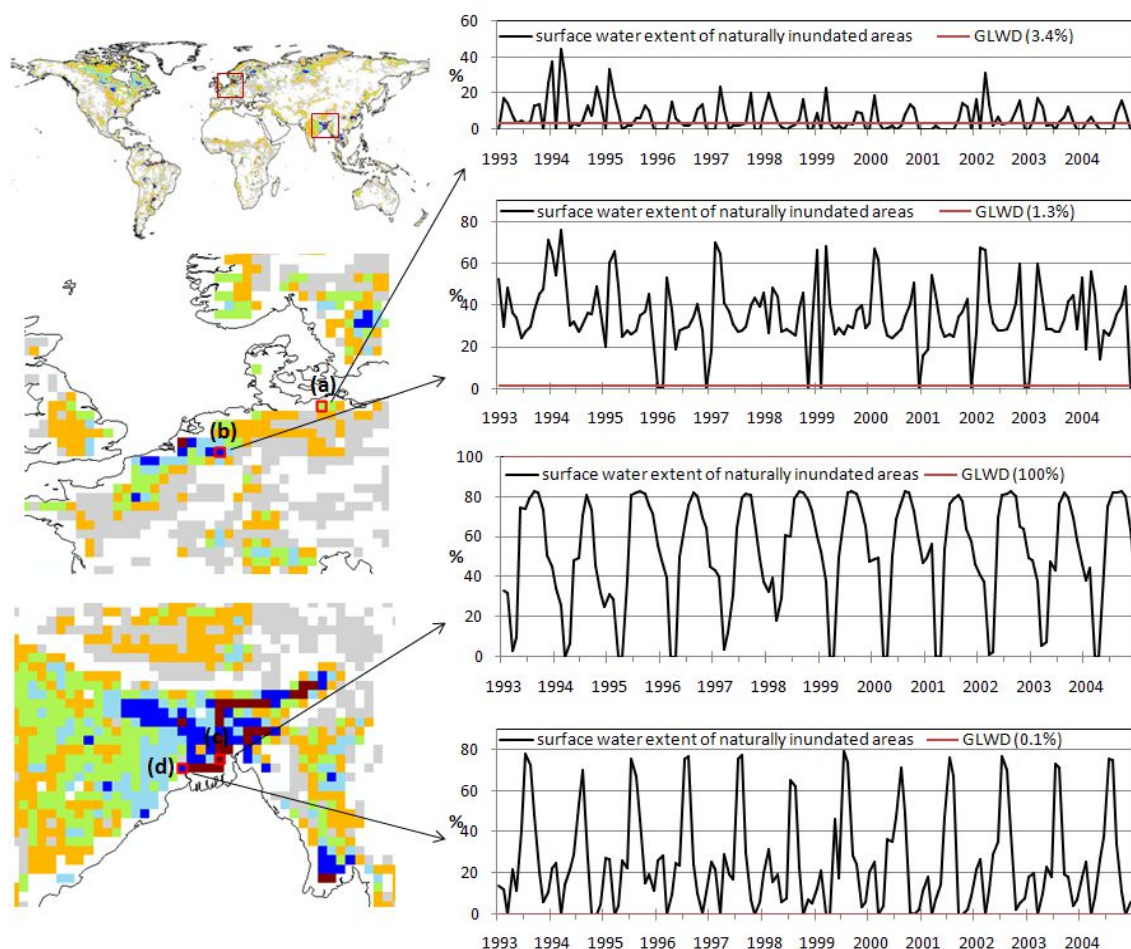 surface water extent of naturally inundated areas GLWD (3.4%)
60
40
%
20
0
1993 1994 1995 1996 1997 1998 1999 2000 2001 2002 2003 2004
surface water extent of naturally inundated areas GLWD (1.3%)
80
60
%
40
20
0
1993 1994 1995 1996 1997 1998 1999 2000 2001 2002 2003 2004
(a)
(b)
100
surface water extent of naturally inundated areas GLWD (100%)
80
60
%
40
20
0
1993 1994 1995 1996 1997 1998 1999 2000 2001 2002 2003 2004
(c)
(d)
surface water extent of naturally inundated areas GLWD (0.1%)
80
60
%
40
20
0
1993 1994 1995 1996 1997 1998 1999 2000 2001 2002 2003 2004